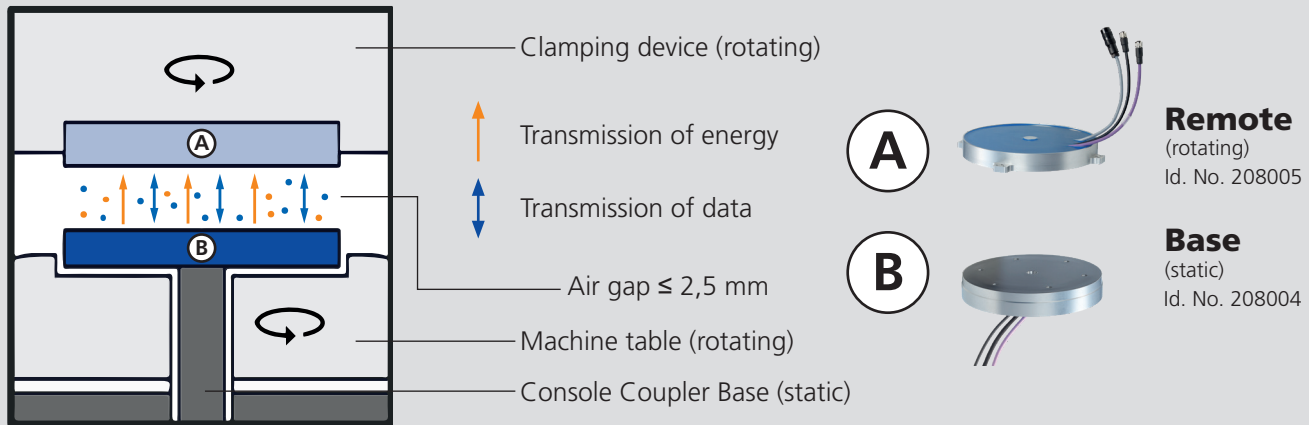 Clamping device (rotating)
A
Transmission of energy
Transmission of data
B
Air gap ≤ 2,5 mm
Machine table (rotating)
Console Coupler Base (static)
A
Remote
(rotating)
Id. No. 208005
B
Base
(static)
Id. No. 208004